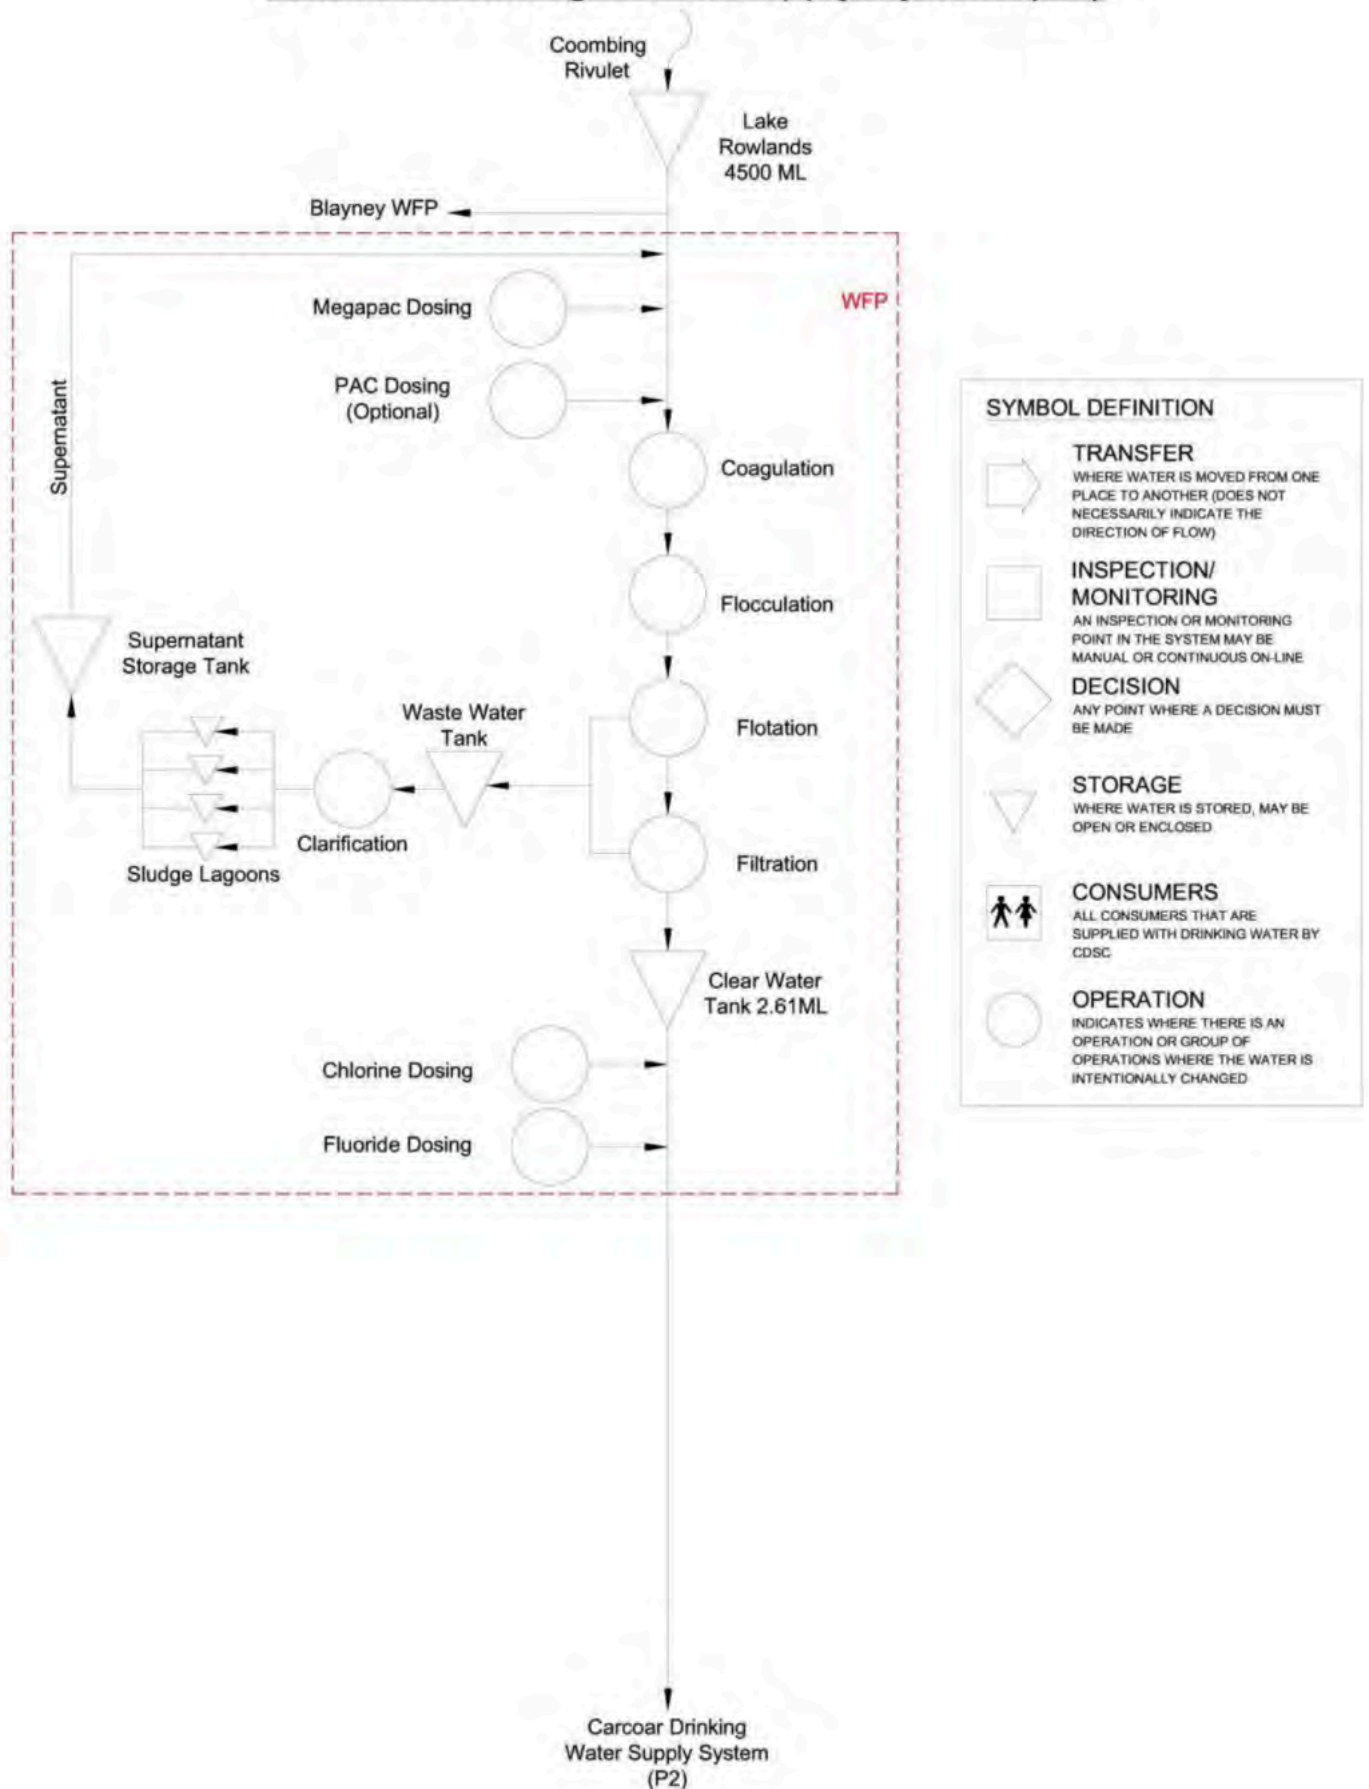 Coombing
Rivulet
Lake
Rowlands
4500 ML
Blayney WFP
WFP
Megapac Dosing
PAC Dosing
(Optional)
Supernatant
Coagulation
Flocculation
Supernatant
Storage Tank
Waste Water
Tank
Flotation
Clarification
Filtration
Sludge Lagoons
Clear Water
Tank 2.61ML
Chlorine Dosing
Fluoride Dosing
Carcoar Drinking
Water Supply System
(P2)
SYMBOL DEFINITION
TRANSFER
WHERE WATER IS MOVED FROM ONE
PLACE TO ANOTHER (DOES NOT
NECESSARILY INDICATE THE
DIRECTION OF FLOW)
INSPECTION/
MONITORING
AN INSPECTION OR MONITORING
POINT IN THE SYSTEM MAY BE
MANUAL OR CONTINUOUS ON-LINE
DECISION
ANY POINT WHERE A DECISION MUST
BE MADE
STORAGE
WHERE WATER IS STORED, MAY BE
OPEN OR ENCLOSED
CONSUMERS
ALL CONSUMERS THAT ARE
SUPPLIED WITH DRINKING WATER BY
CDSC
OPERATION
INDICATES WHERE THERE IS AN
OPERATION OR GROUP OF
OPERATIONS WHERE THE WATER IS
INTENTIONALLY CHANGED